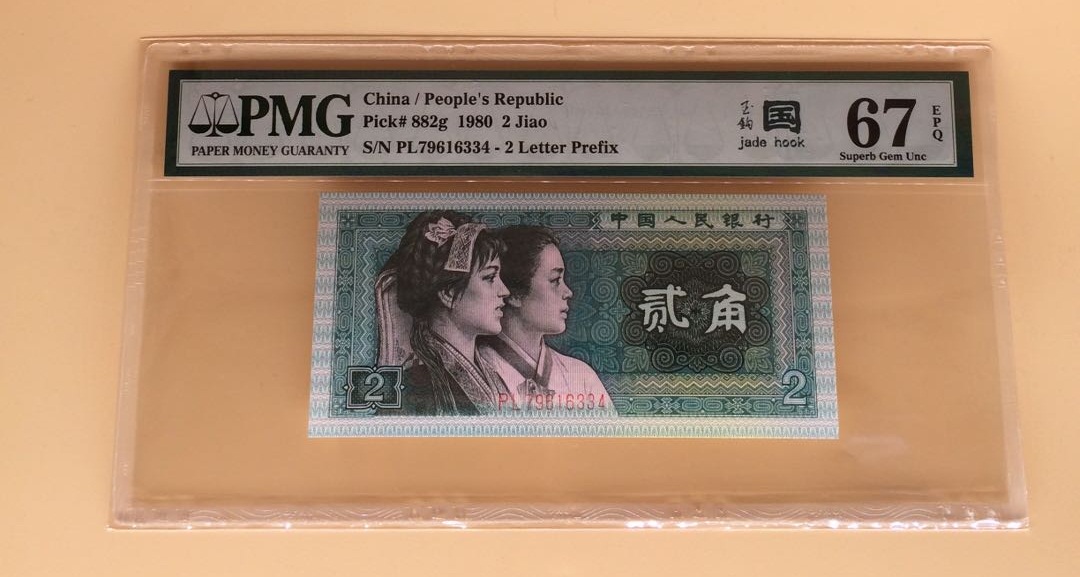 PMG
PAPER MONEY GUARANTY
China / People's Republic
Pick# 882g 1980 2 Jiao
S/N PL79616334 - 2 Letter Prefix
玉钩
国
jade hook
67
EPQ
Superb Gem Unc
中国人民银行
贰角
2
2
PL79616334